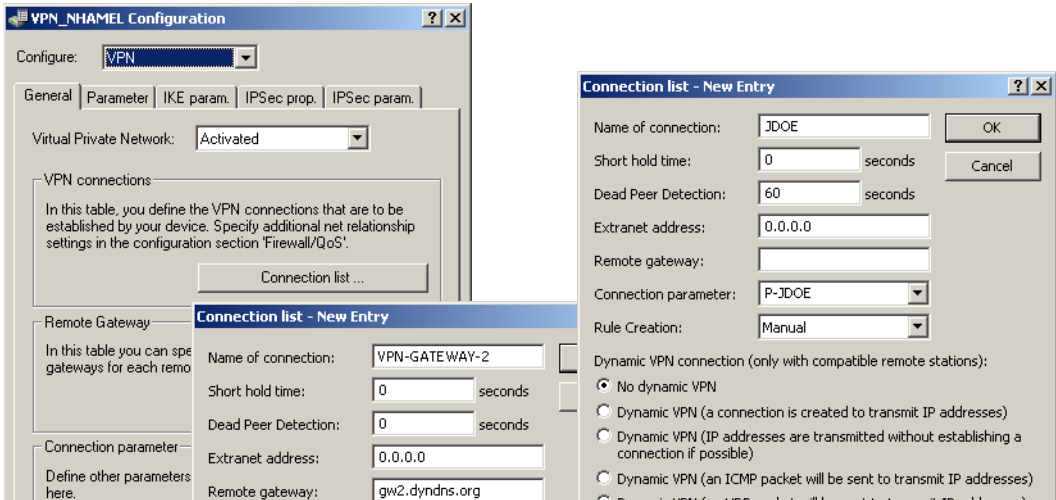 VPN_NHAMEL Configuration
Configure: VPN
General Parameter IKE param. IPSec prop. IPSec param.
Virtual Private Network: Activated
VPN connections
In this table, you define the VPN connections that are to be
established by your device. Specify additional net relationship
settings in the configuration section 'Firewall/QoS'.
Connection list ...
Remote Gateway
In this table you can spe
gateways for each remo
Connection parameter
Define other parameters
here.
Connection list - New Entry
Name of connection: VPN-GATEWAY-2
Short hold time: 0 seconds
Dead Peer Detection: 0 seconds
Extranet address: 0.0.0.0
Remote gateway: gw2.dyndns.org
Connection list - New Entry
Name of connection: JDOE OK
Short hold time: 0 seconds Cancel
Dead Peer Detection: 60 seconds
Extranet address: 0.0.0.0
Remote gateway:
Connection parameter: P-JDOE
Rule Creation: Manual
Dynamic VPN connection (only with compatible remote stations):
No dynamic VPN
Dynamic VPN (a connection is created to transmit IP addresses)
Dynamic VPN (IP addresses are transmitted without establishing a
connection if possible)
Dynamic VPN (an ICMP packet will be sent to transmit IP addresses)